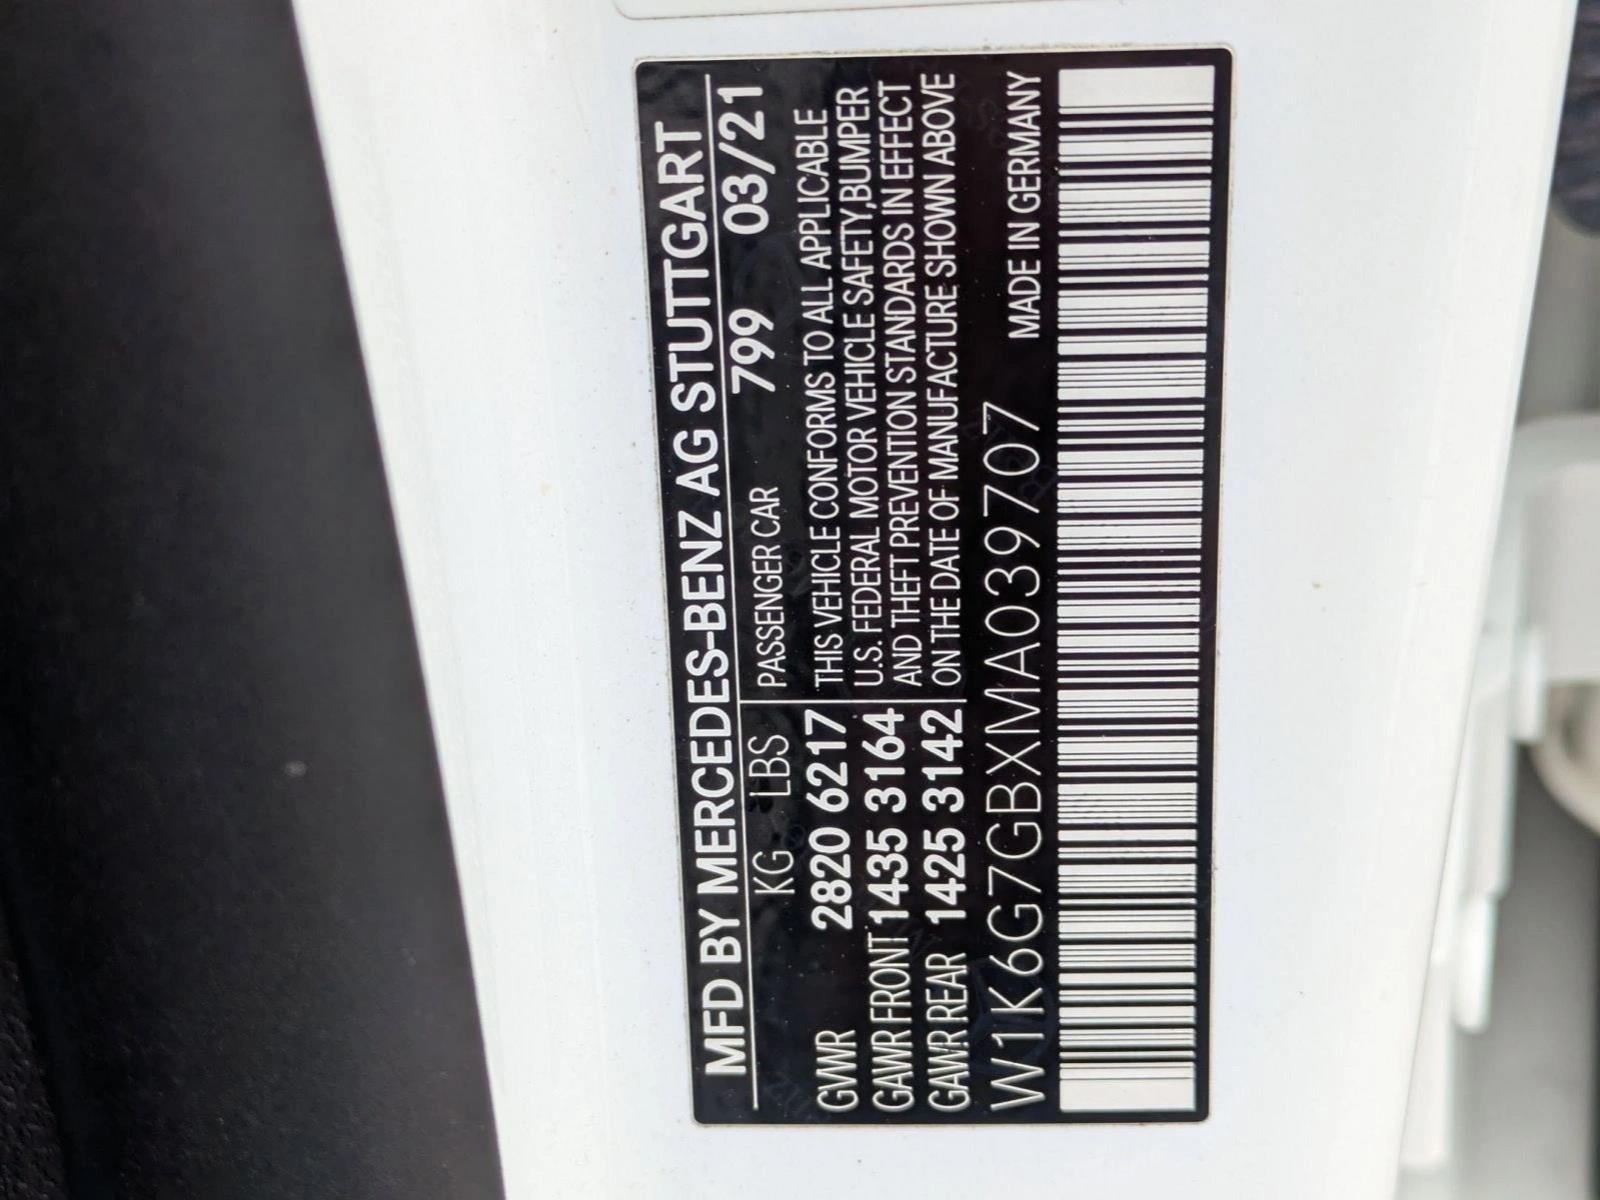 MFD BY MERCEDES-BENZ AG STUTTGART
KG LBS PASSENGER CAR 799 03/21
GVWR 2820 6217
GAWR FRONT 1435 3164
GAWR REAR 1425 3142
THIS VEHICLE CONFORMS TO ALL APPLICABLE
U.S. FEDERAL MOTOR VEHICLE SAFETY,BUMPER
AND THEFT PREVENTION STANDARDS IN EFFECT
ON THE DATE OF MANUFACTURE SHOWN ABOVE
W1K6G7GBXMA039707 MADE IN GERMANY